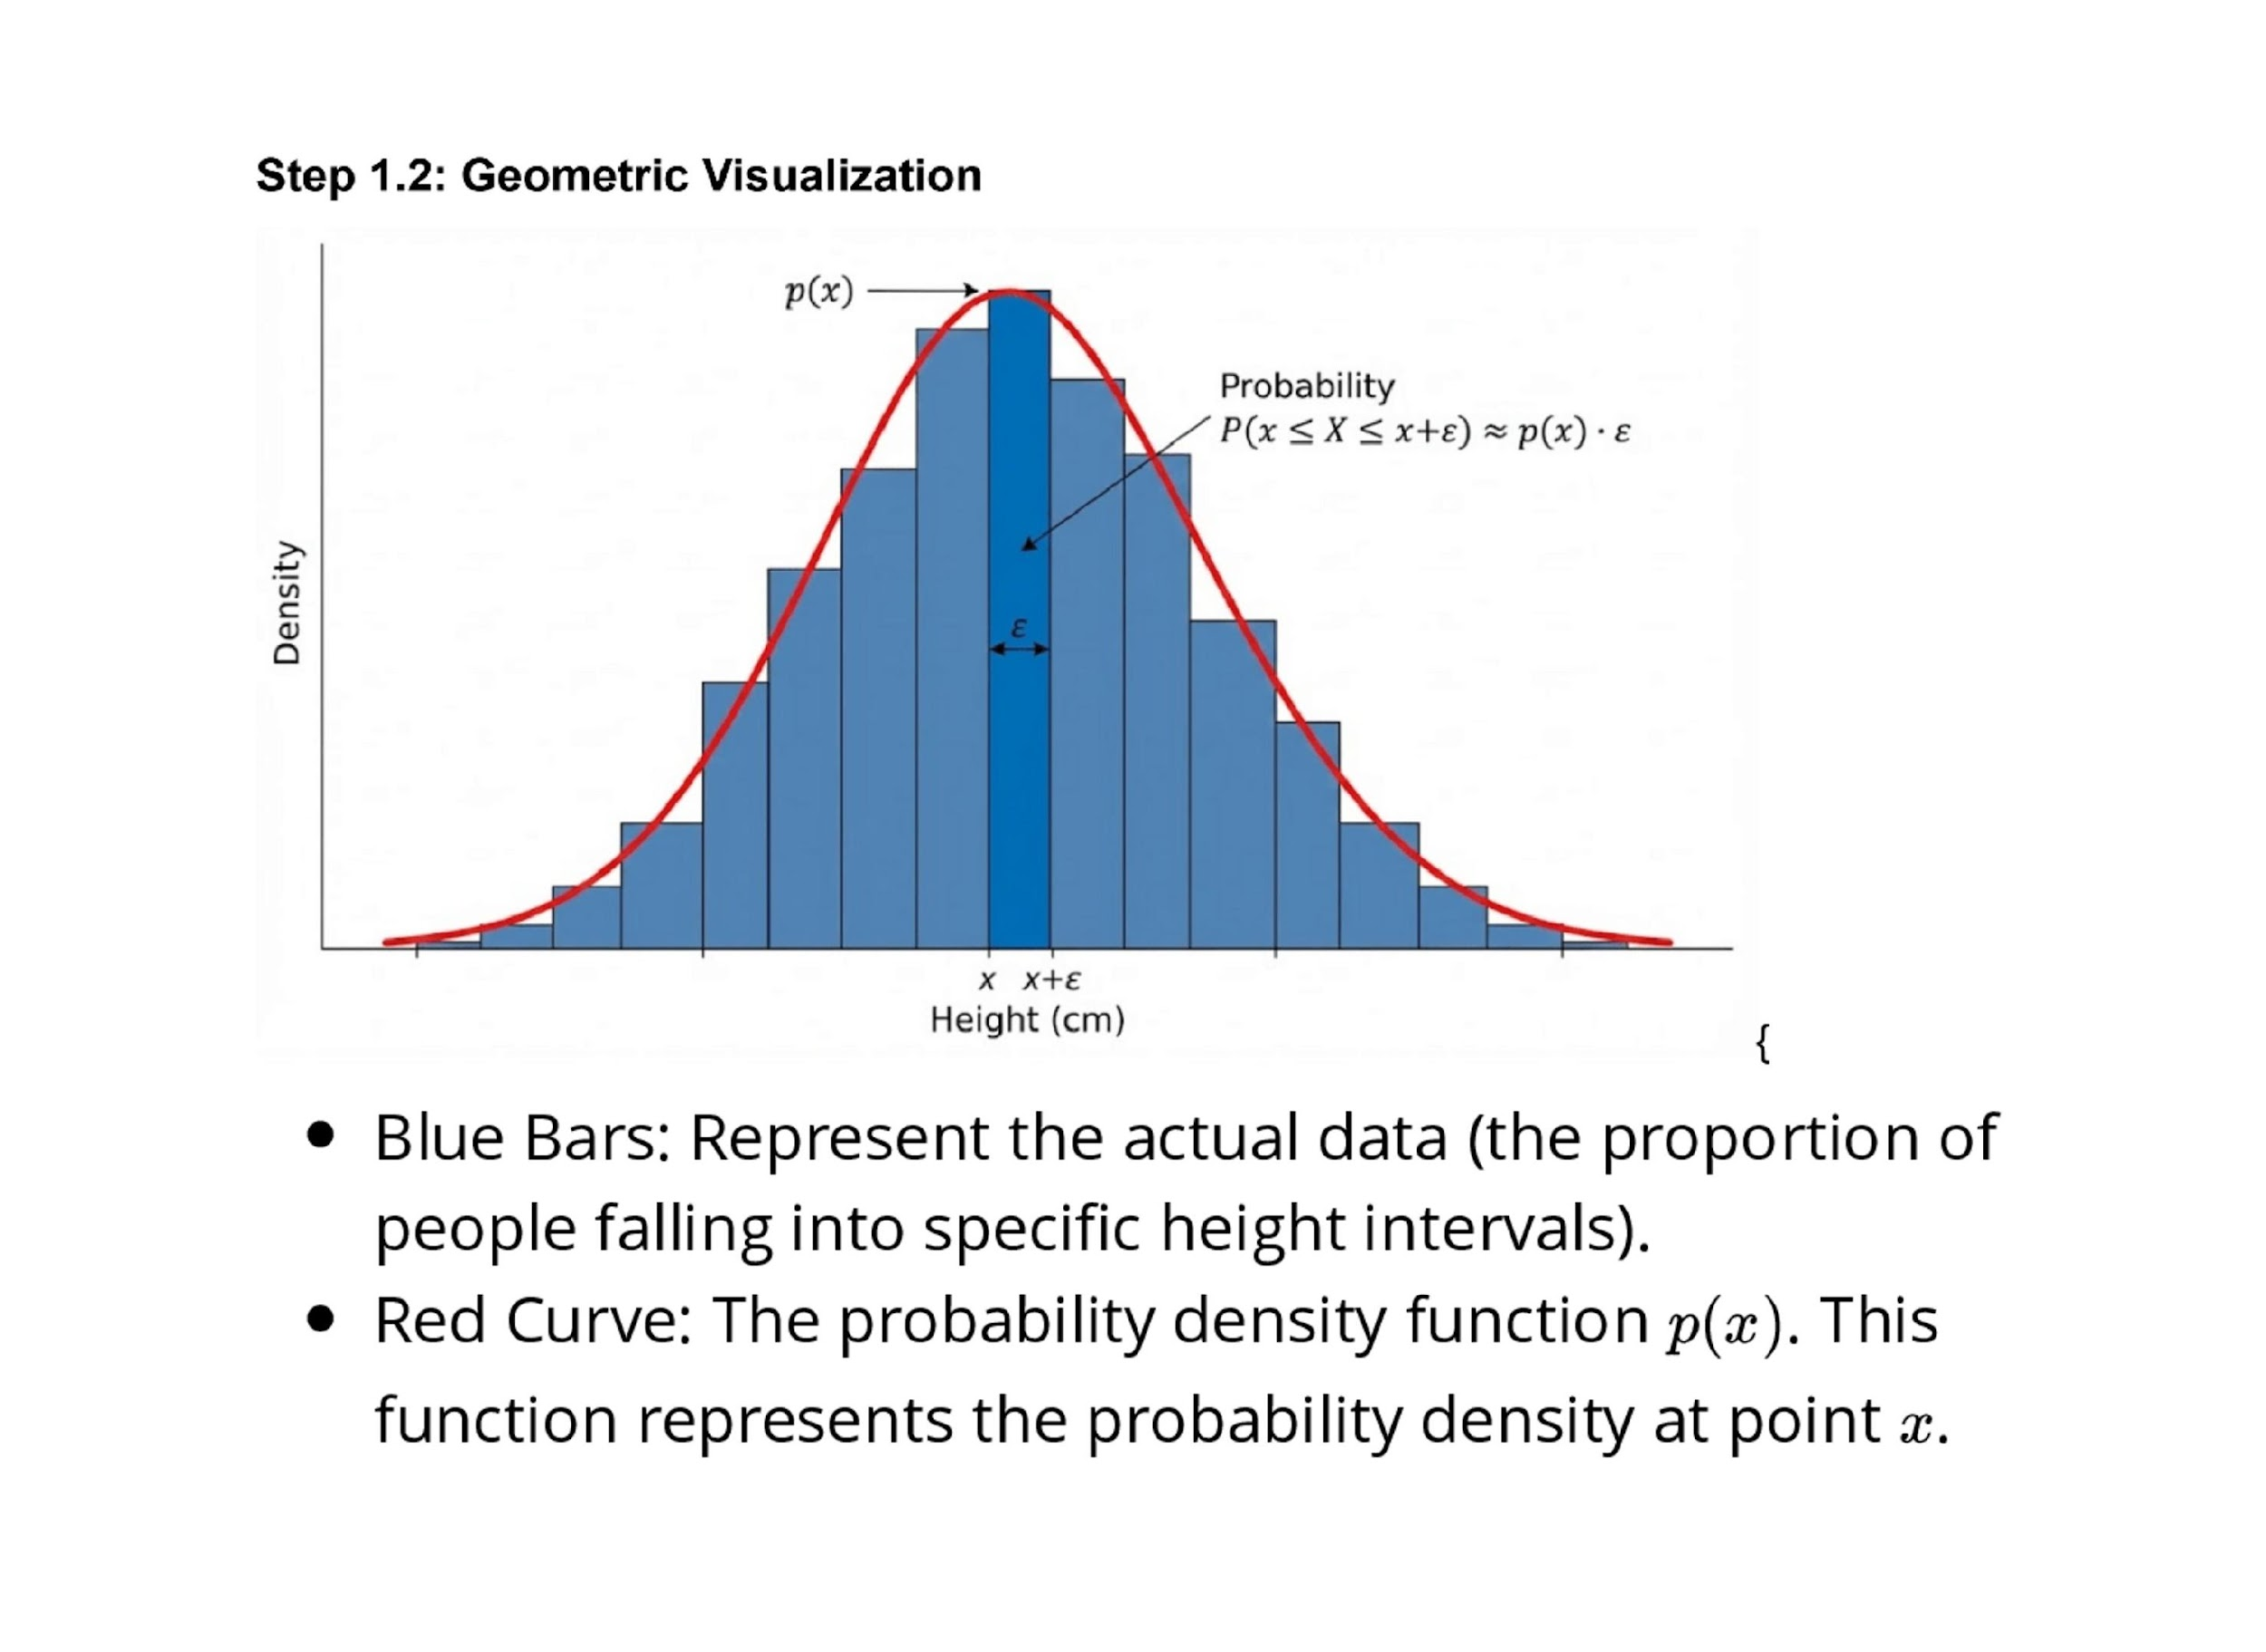 Step 1.2: Geometric Visualization
p(x)
Probability
P(x ≤ X ≤ x+ε) ≈ p(x) · ε
Density
ε
x x+ε
Height (cm)
{
• Blue Bars: Represent the actual data (the proportion of
people falling into specific height intervals).
• Red Curve: The probability density function p(x). This
function represents the probability density at point x.